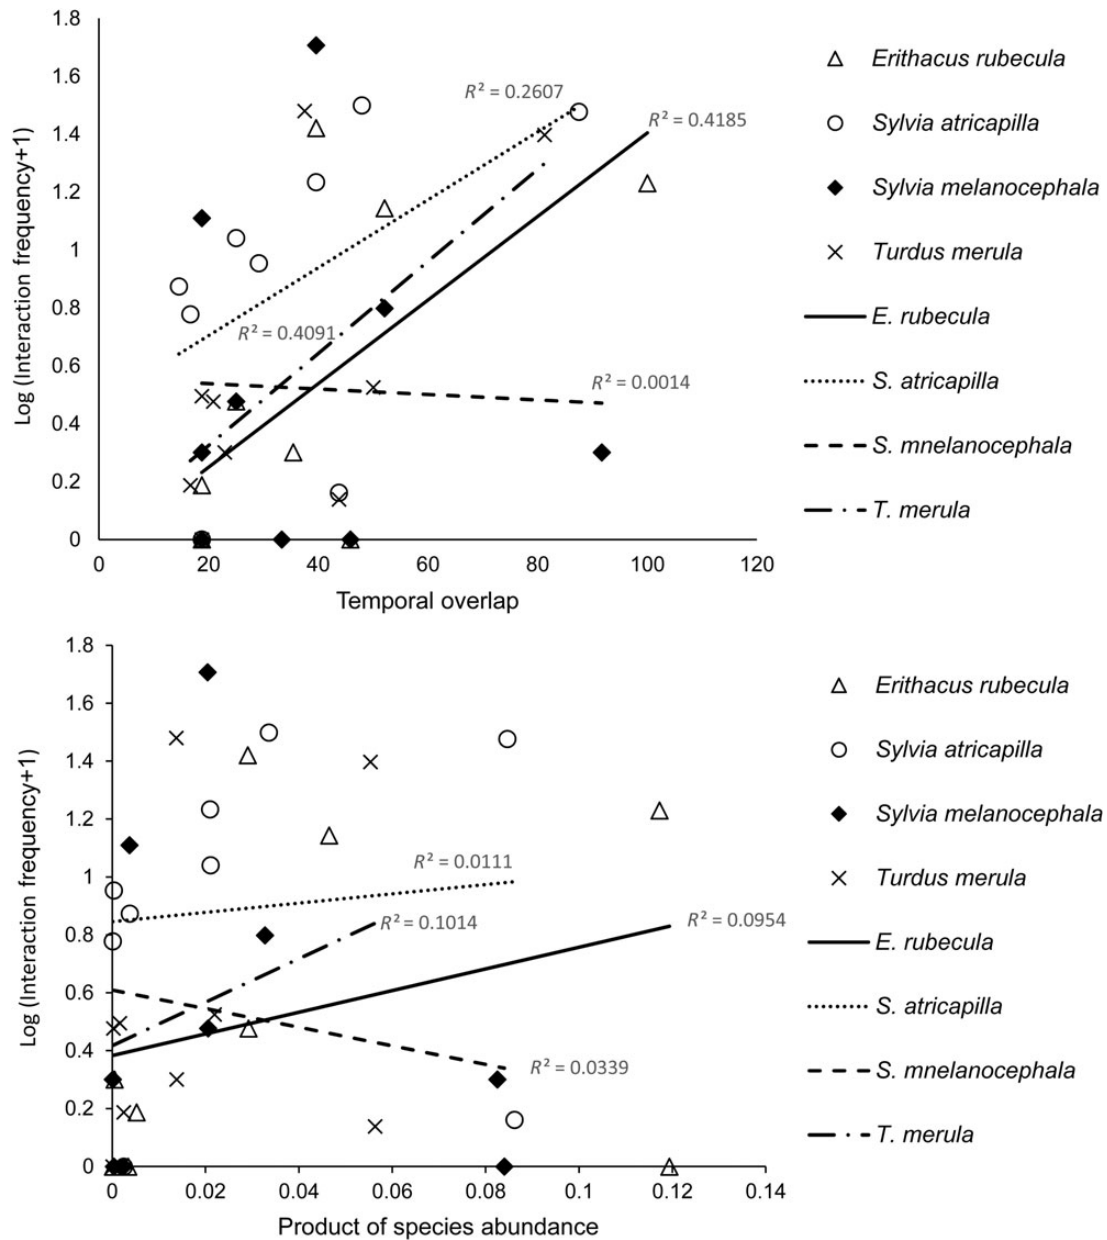 1.8
1.6
1.4
1.2
1
0.8
0.6
0.4
0.2
0
Log (Interaction frequency+1)
R² = 0.2607
R² = 0.4185
R² = 0.4091
R² = 0.0014
0 20 40 60 80 100 120
Temporal overlap
Erithacus rubecula
Sylvia atricapilla
Sylvia melanocephala
Turdus merula
E. rubecula
S. atricapilla
S. mnelanocephala
T. merula
1.8
1.6
1.4
1.2
1
0.8
0.6
0.4
0.2
0
Log (Interaction frequency+1)
R² = 0.0111
R² = 0.1014
R² = 0.0954
R² = 0.0339
0 0.02 0.04 0.06 0.08 0.1 0.12 0.14
Product of species abundance
Erithacus rubecula
Sylvia atricapilla
Sylvia melanocephala
Turdus merula
E. rubecula
S. atricapilla
S. mnelanocephala
T. merula